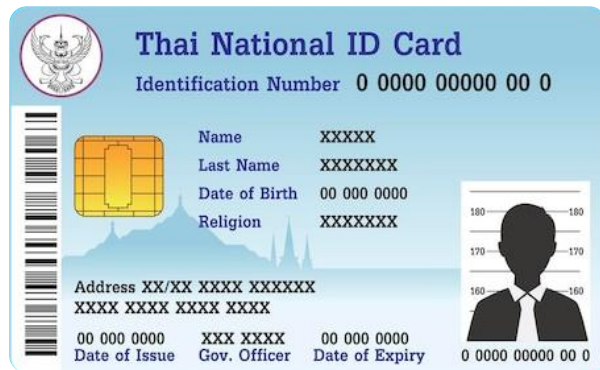 Thai National ID Card
Identification Number 0 0000 00000 00 0
Name XXXXX
Last Name XXXXXXX
Date of Birth 00 000 0000
Religion XXXXXXX
180 180
170 170
160 160
Address XX/XX XXXX XXXXXX
XXXX XXXX XXXX XXXX
00 000 0000 XXX XXXX 00 000 0000
Date of Issue Gov. Officer Date of Expiry
0 0000 00000 00 0